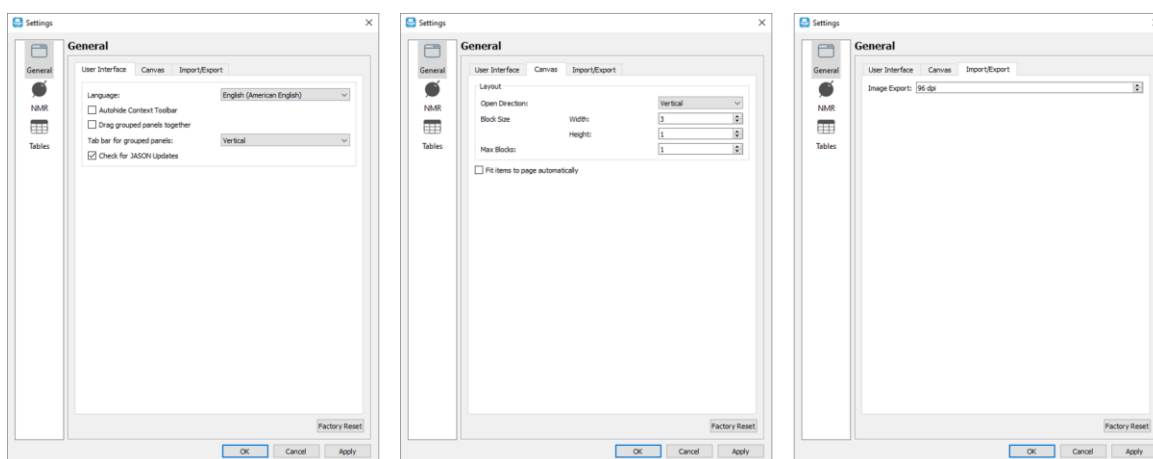 Settings
General
General
NMR
Tables
User Interface Canvas Import/Export
Language: English (American English)
Autohide Context Toolbar
Drag grouped panels together
Tab bar for grouped panels: Vertical
Check for JASON Updates
Factory Reset
OK Cancel Apply
Settings
General
General
NMR
Tables
User Interface Canvas Import/Export
Layout
Open Direction: Vertical
Block Size Width: 3
Height: 1
Max Blocks: 1
Fit items to page automatically
Factory Reset
OK Cancel Apply
Settings
General
General
NMR
Tables
User Interface Canvas Import/Export
Image Export: 96 dpi
Factory Reset
OK Cancel Apply